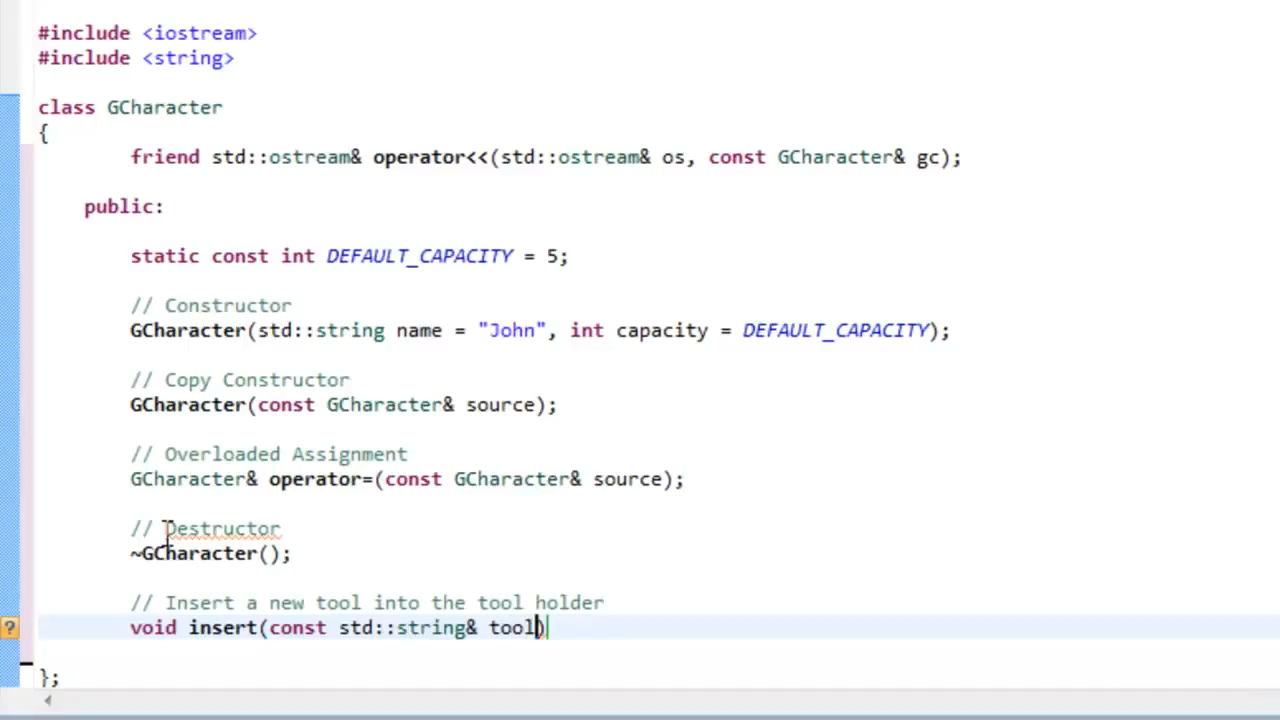 #include <iostream>
#include <string>
class GCharacter
{
friend std::ostream& operator<<(std::ostream& os, const GCharacter& gc);
public:
static const int DEFAULT_CAPACITY = 5;
// Constructor
GCharacter(std::string name = "John", int capacity = DEFAULT_CAPACITY);
// Copy Constructor
GCharacter(const GCharacter& source);
// Overloaded Assignment
GCharacter& operator=(const GCharacter& source);
// Destructor
~GCharacter();
// Insert a new tool into the tool holder
?
void insert(const std::string& tool)
};